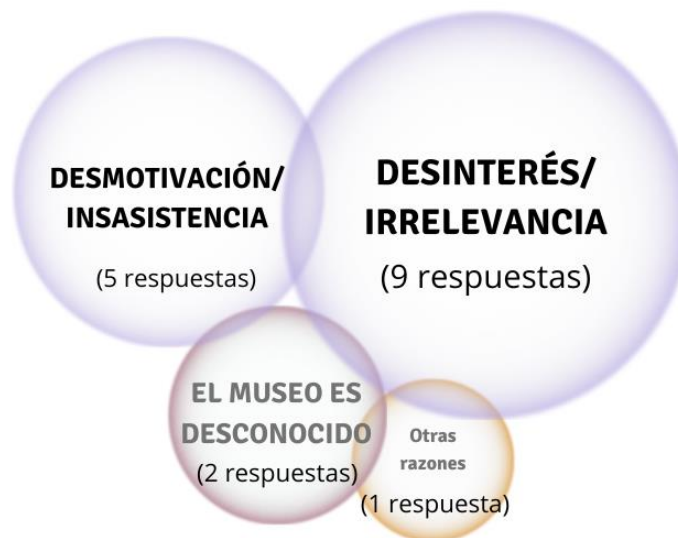 DESMOTIVACIÓN/
INSASISTENCIA
(5 respuestas)
DESINTERÉS/
IRRELEVANCIA
(9 respuestas)
EL MUSEO ES
DESCONOCIDO
(2 respuestas)
Otras
razones
(1 respuesta)